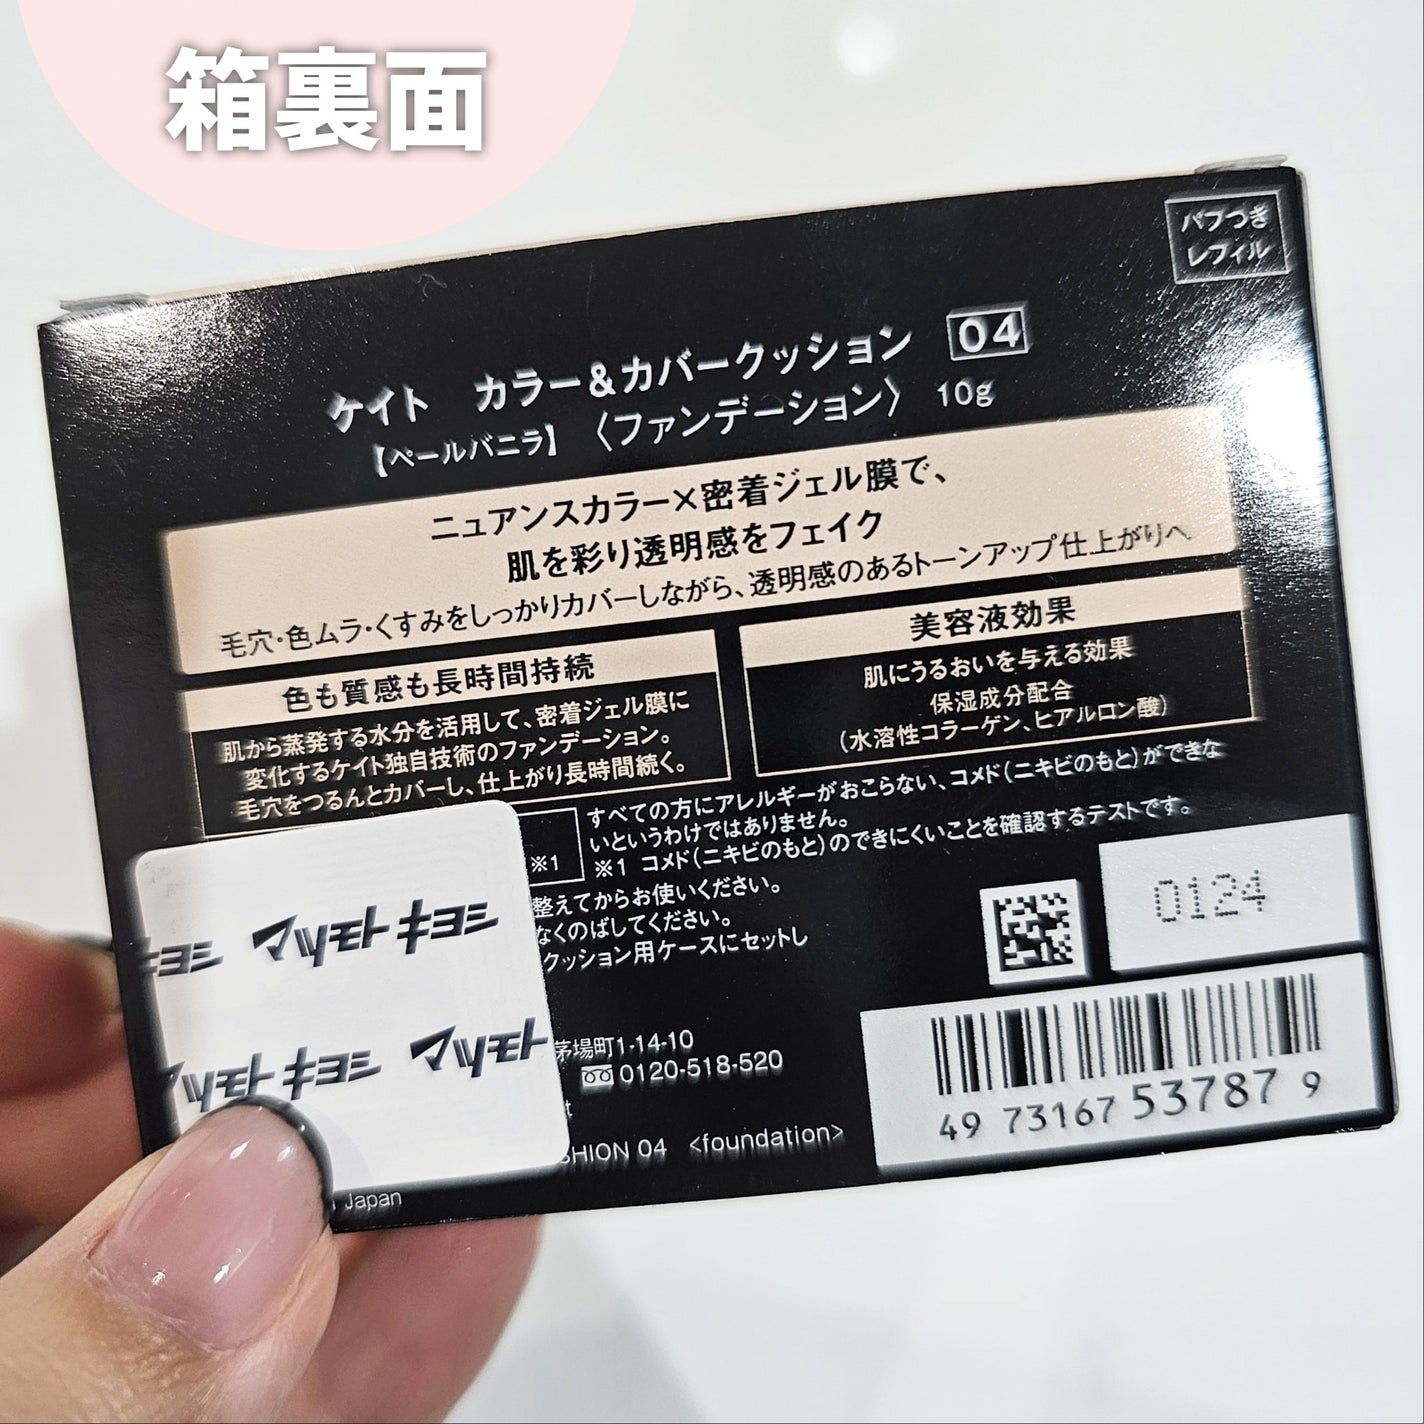 箱裏面
パフつき
レフィル
ケイト カラー&カバークッション 04
【ペールバニラ】〈ファンデーション〉 10g
ニュアンスカラー×密着ジェル膜で、
肌を彩り透明感をフェイク
毛穴・色ムラ・くすみをしっかりカバーしながら、透明感のあるトーンアップ仕上がりへ
色も質感も長時間持続
肌から蒸発する水分を活用して、密着ジェル膜に
変化するケイト独自技術のファンデーション。
毛穴をつるんとカバーし、仕上がり長時間続く。
美容液効果
肌にうるおいを与える効果
保湿成分配合
(水溶性コラーゲン、ヒアルロン酸)
※1
すべての方にアレルギーがおこらない、コメド(ニキビのもと)ができな
いというわけではありません。
※1 コメド(ニキビのもと)のできにくいことを確認するテストです。
整えてからお使いください。
なくのばしてください。
クッション用ケースにセットし
マツモトキヨシ
マツモトキヨシ マツモト
茅場町1-14-10
0120-518-520
SHION 04 <foundation>
Japan
0124
49 73167 53787 9